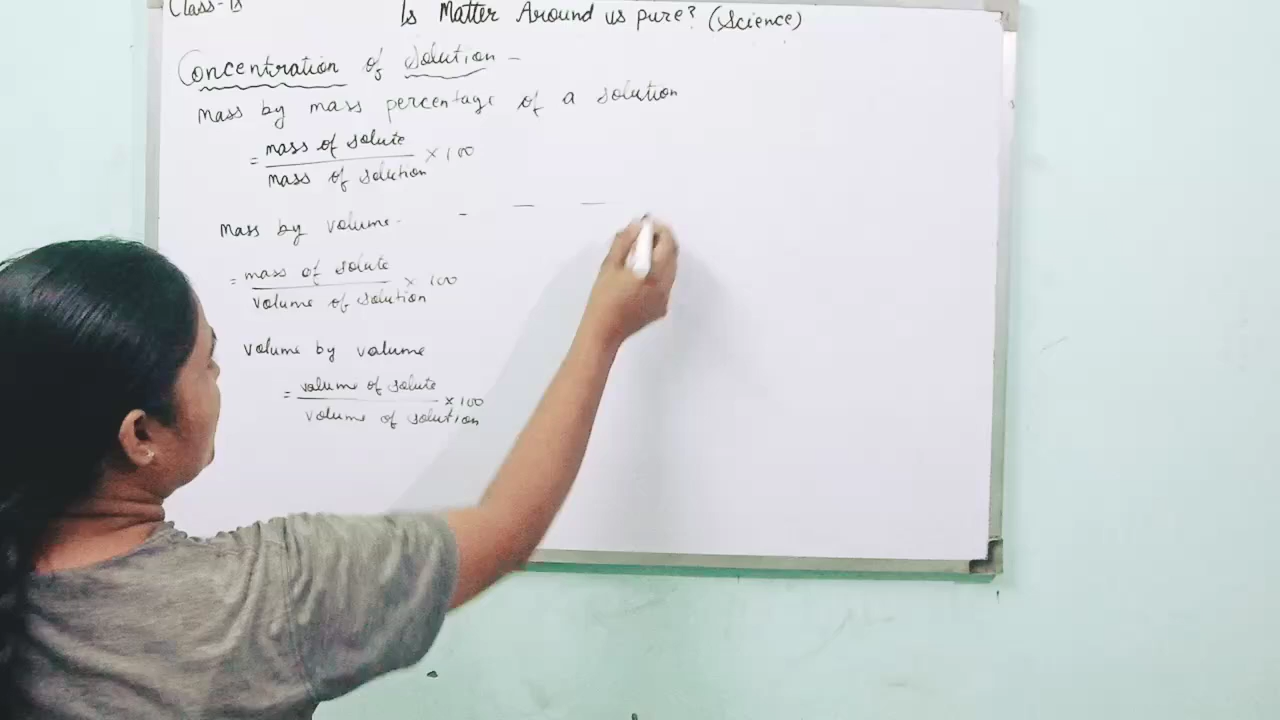 Class-
Is Matter Around us pure? (Science)
Concentration of Solution -
Mass by mass percentage of a solution
= mass of solute
mass of solution × 100
Mass by volume - - — —
= mass of solute
volume of solution × 100
volume by volume
= volume of solute
volume of solution × 100